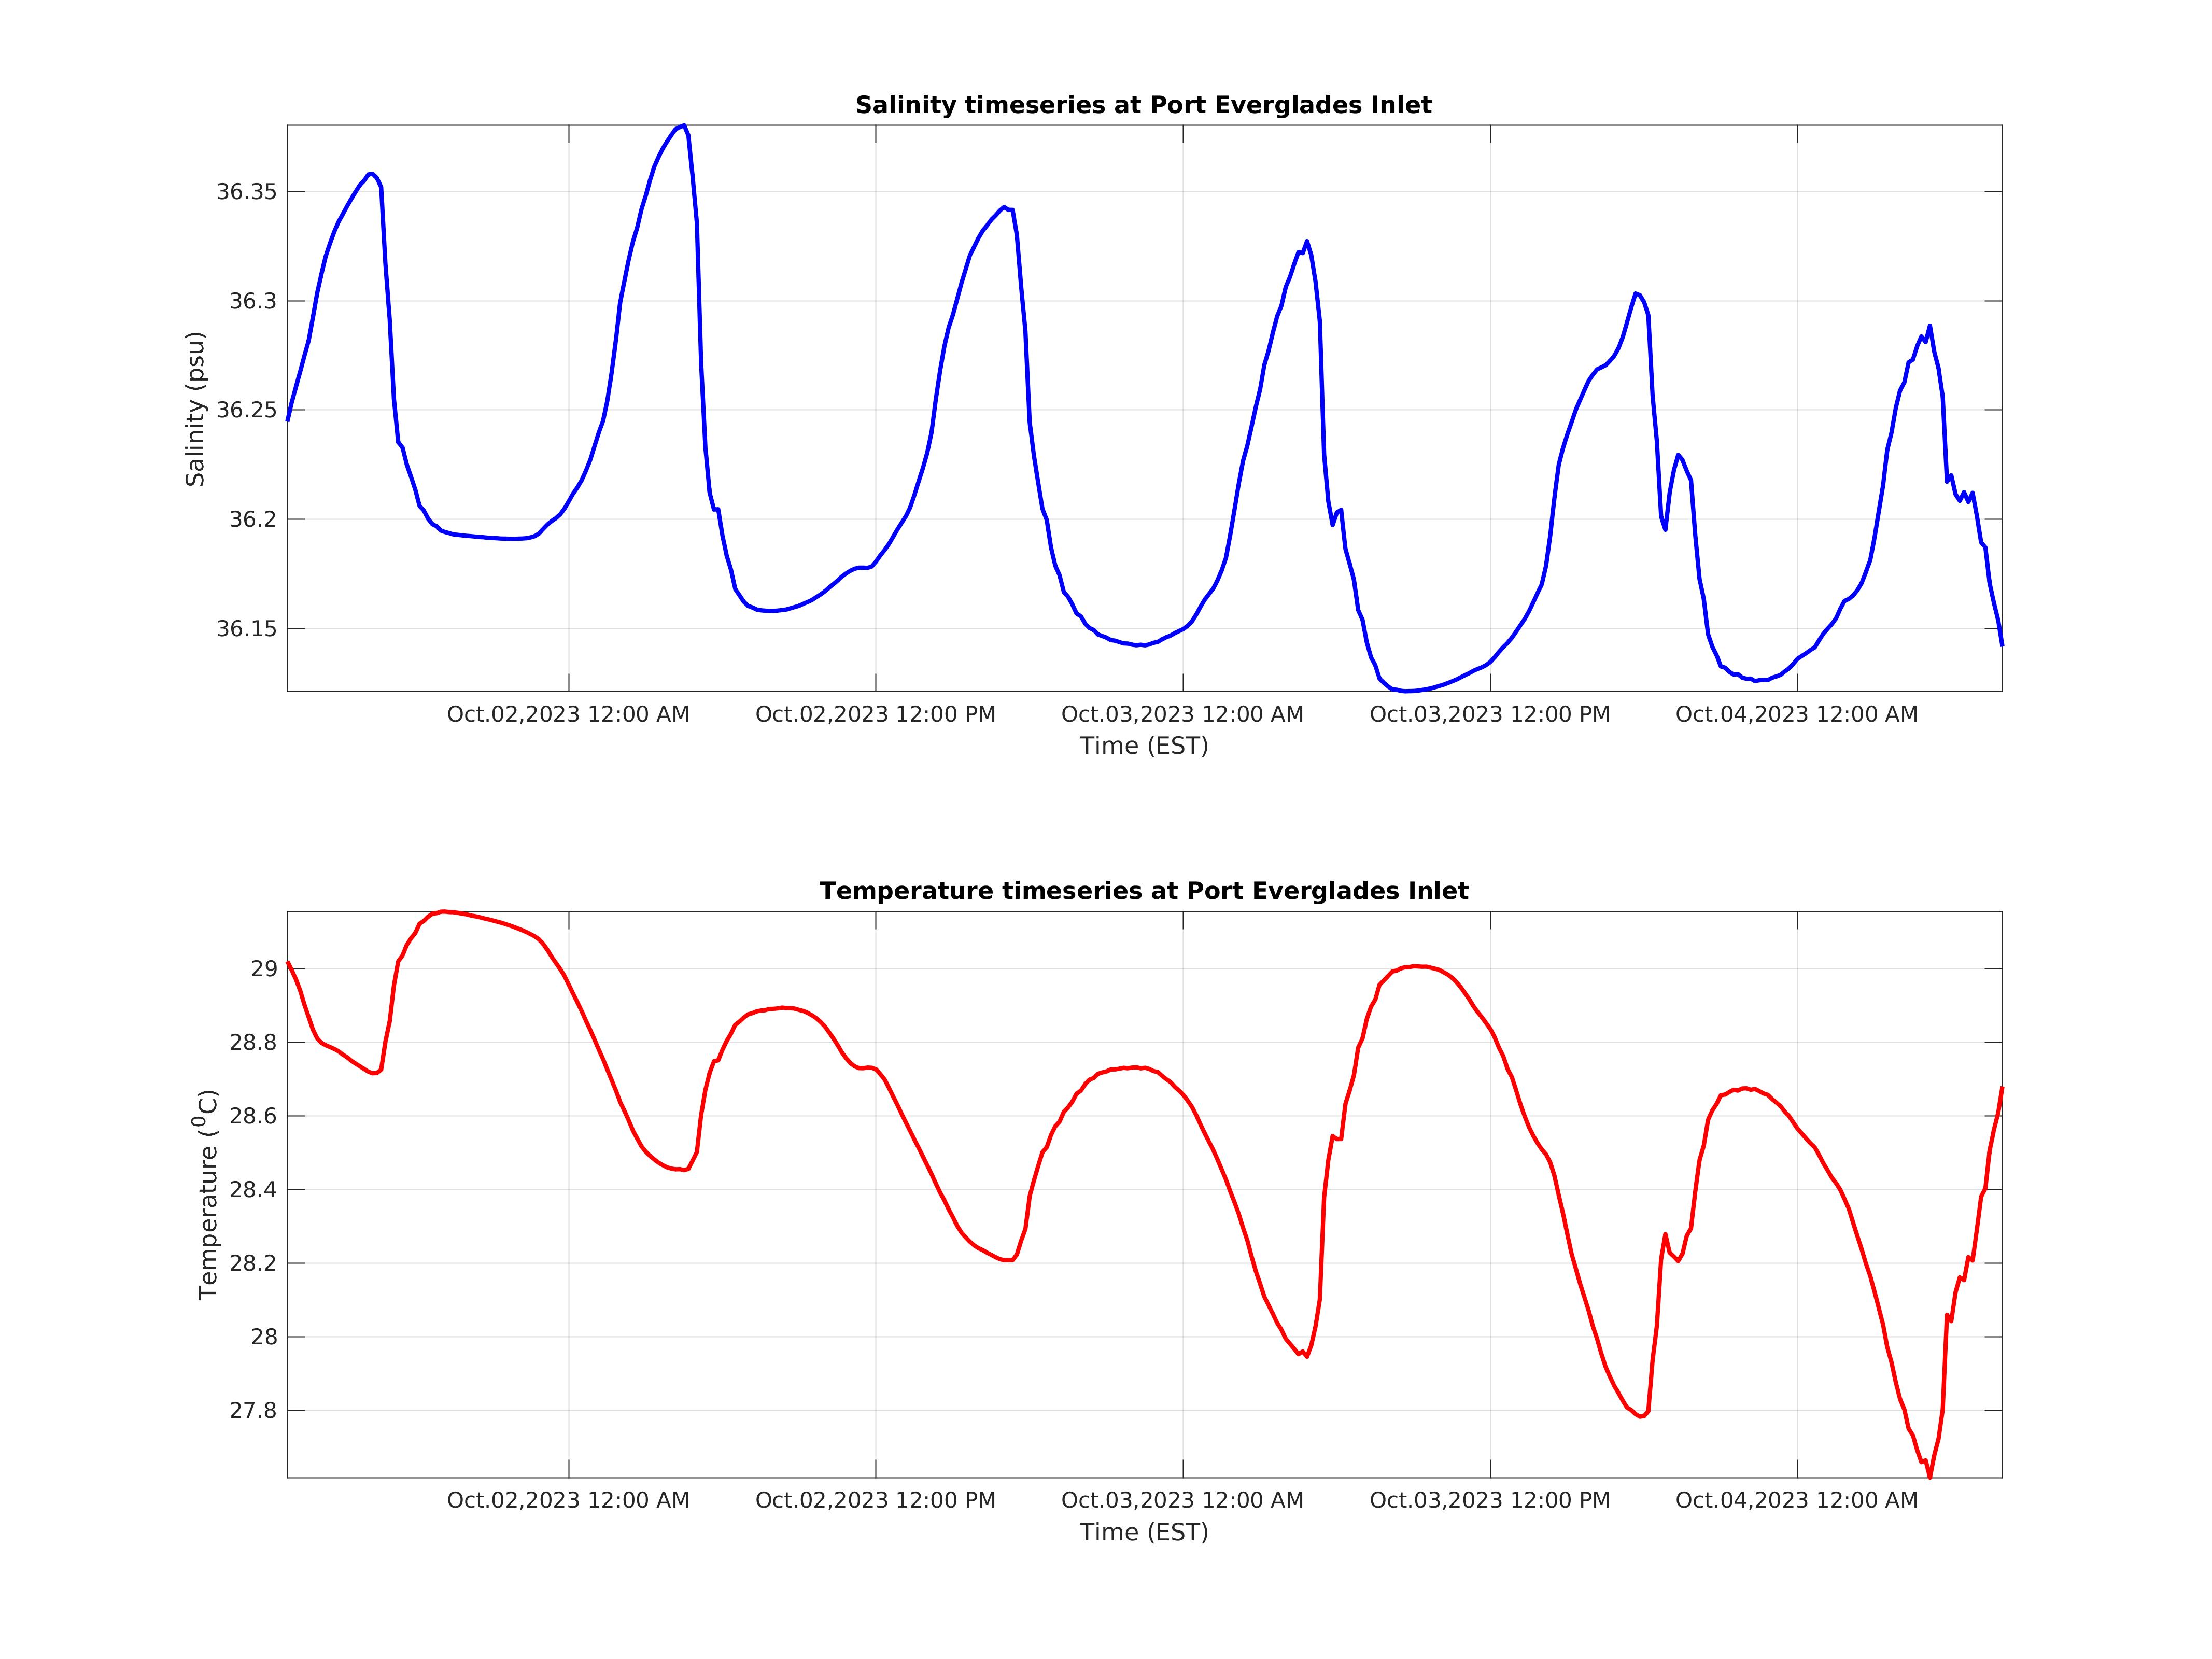 Salinity timeseries at Port Everglades Inlet
Salinity (psu)
36.35
36.3
36.25
36.2
36.15
Oct.02,2023 12:00 AM
Oct.02,2023 12:00 PM
Oct.03,2023 12:00 AM
Oct.03,2023 12:00 PM
Oct.04,2023 12:00 AM
Time (EST)
Temperature timeseries at Port Everglades Inlet
Temperature (⁰C)
29
28.8
28.6
28.4
28.2
28
27.8
Oct.02,2023 12:00 AM
Oct.02,2023 12:00 PM
Oct.03,2023 12:00 AM
Oct.03,2023 12:00 PM
Oct.04,2023 12:00 AM
Time (EST)